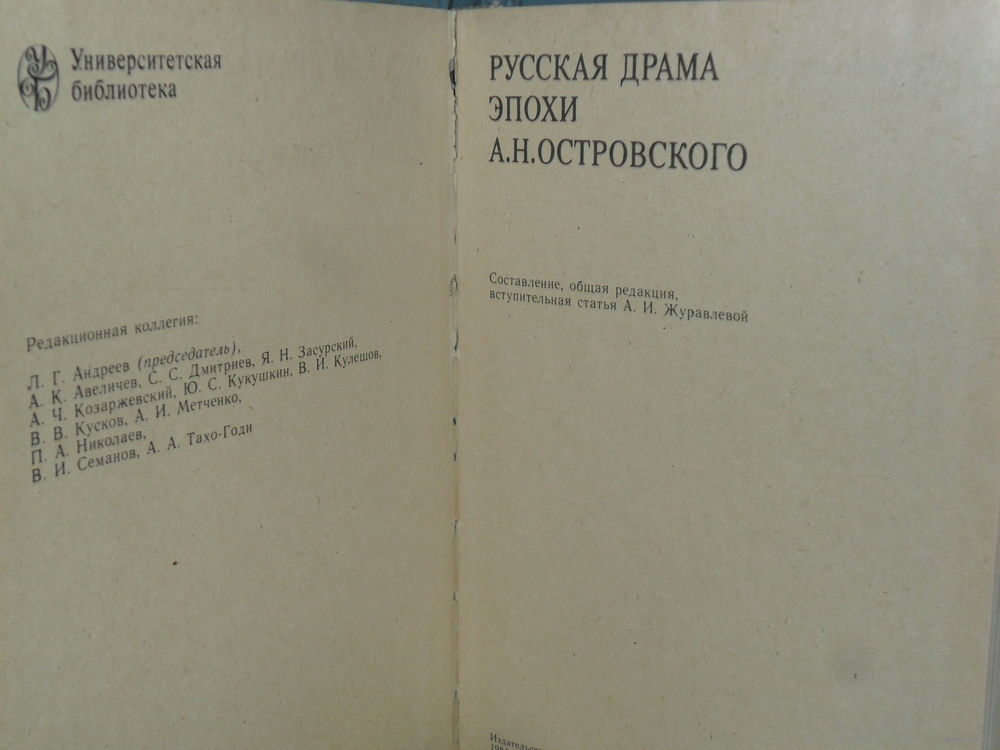 Университетская
библиотека
Редакционная коллегия:
Л. Г. Андреев (председатель),
А. К. Авеличев, С. С. Дмитриев, Я. Н. Засурский,
А. Ч. Козаржевский, Ю. С. Кукушкин, В. И. Кулешов,
В. В. Кусков, А. И. Метченко,
П. А. Николаев,
В. И. Семанов, А. А. Тахо-Годи
РУССКАЯ ДРАМА
ЭПОХИ
А.Н.ОСТРОВСКОГО
Составление, общая редакция,
вступительная статья А. И. Журавлевой